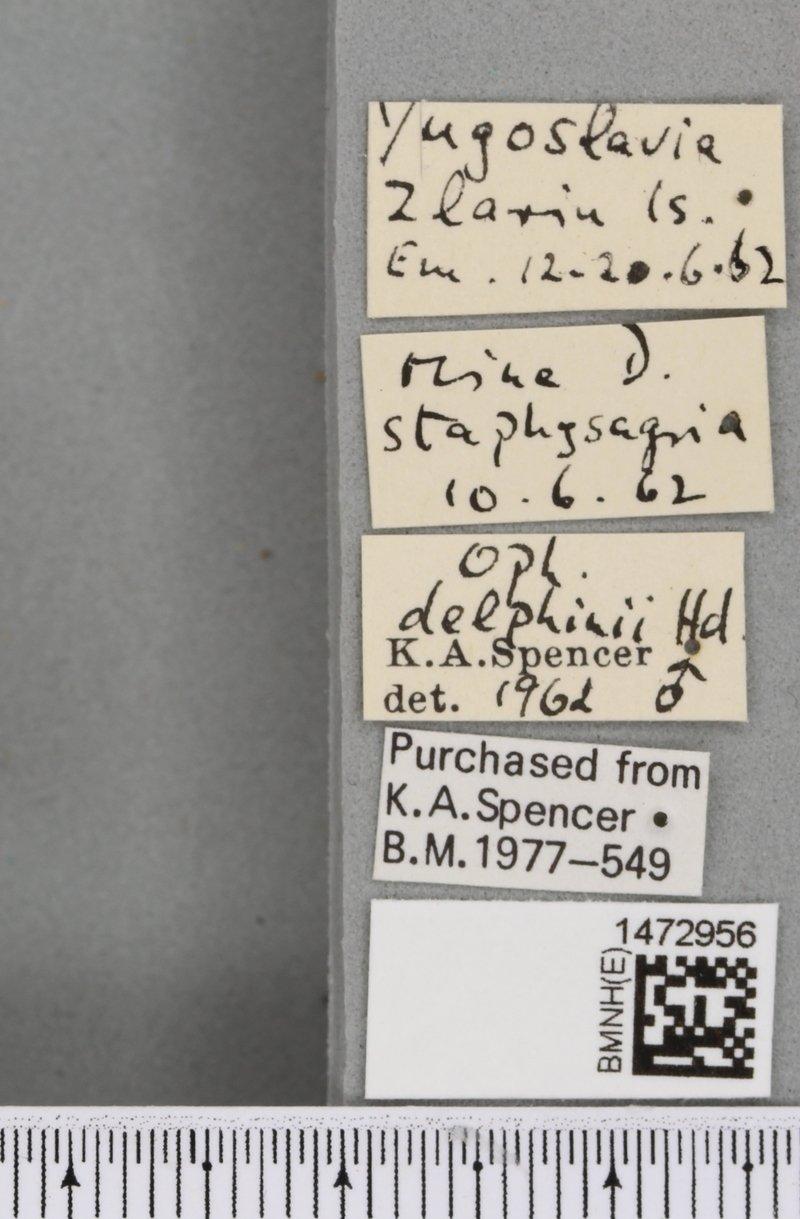 Yugoslavia
Zlarin Is.
Em. 12-20.6.62
Mine D.
staphysagria
10.6.62
Oph.
delphinii Hd.
K.A.Spencer
det. 1962 ♂
Purchased from
K.A.Spencer
B.M.1977–549
1472956
BMNH(E)